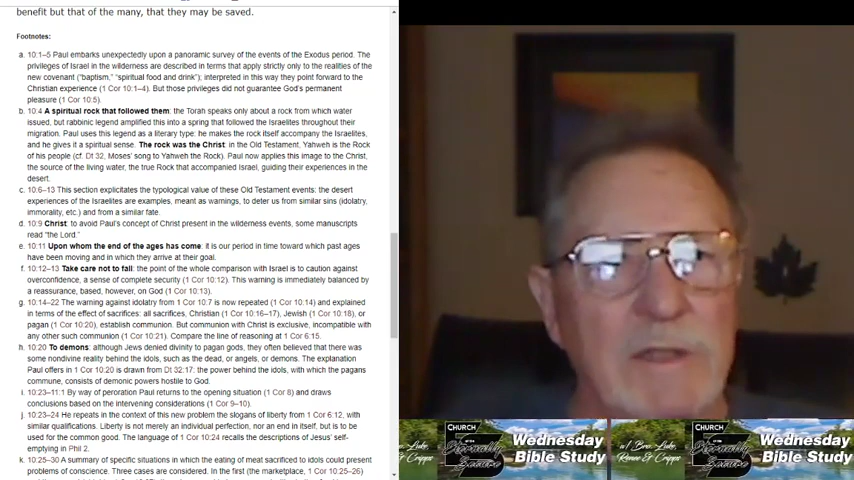 benefit but that of the many, that they may be saved.
Footnotes:
a. 10:1–5 Paul embarks unexpectedly upon a panoramic survey of the events of the Exodus period. The
privileges of Israel in the wilderness are described in terms that apply strictly only to the realities of the
new covenant ("baptism," "spiritual food and drink"); interpreted in this way they point forward to the
Christian experience (1 Cor 10:1–4). But those privileges did not guarantee God's permanent
pleasure (1 Cor 10:5).
b. 10:4 A spiritual rock that followed them: the Torah speaks only about a rock from which water
issued, but rabbinic legend amplified this into a spring that followed the Israelites throughout their
migration. Paul uses this legend as a literary type: he makes the rock itself accompany the Israelites,
and he gives it a spiritual sense. The rock was the Christ: in the Old Testament, Yahweh is the Rock
of his people (cf. Dt 32, Moses' song to Yahweh the Rock). Paul now applies this image to the Christ,
the source of the living water, the true Rock that accompanied Israel, guiding their experiences in the
desert.
c. 10:6–13 This section explicitates the typological value of these Old Testament events: the desert
experiences of the Israelites are examples, meant as warnings, to deter us from similar sins (idolatry,
immorality, etc.) and from a similar fate.
d. 10:9 Christ: to avoid Paul's concept of Christ present in the wilderness events, some manuscripts
read "the Lord."
e. 10:11 Upon whom the end of the ages has come: it is our period in time toward which past ages
have been moving and in which they arrive at their goal.
f. 10:12–13 Take care not to fall: the point of the whole comparison with Israel is to caution against
overconfidence, a sense of complete security (1 Cor 10:12). This warning is immediately balanced by
a reassurance, based, however, on God (1 Cor 10:13).
g. 10:14–22 The warning against idolatry from 1 Cor 10:7 is now repeated (1 Cor 10:14) and explained
in terms of the effect of sacrifices: all sacrifices, Christian (1 Cor 10:16–17), Jewish (1 Cor 10:18), or
pagan (1 Cor 10:20), establish communion. But communion with Christ is exclusive, incompatible with
any other such communion (1 Cor 10:21). Compare the line of reasoning at 1 Cor 6:15.
h. 10:20 To demons: although Jews denied divinity to pagan gods, they often believed that there was
some nondivine reality behind the idols, such as the dead, or angels, or demons. The explanation
Paul offers in 1 Cor 10:20 is drawn from Dt 32:17: the power behind the idols, with which the pagans
commune, consists of demonic powers hostile to God.
i. 10:23–11:1 By way of peroration Paul returns to the opening situation (1 Cor 8) and draws
conclusions based on the intervening considerations (1 Cor 9–10).
j. 10:23–24 He repeats in the context of this new problem the slogans of liberty from 1 Cor 6:12, with
similar qualifications. Liberty is not merely an individual perfection, nor an end in itself, but is to be
used for the common good. The language of 1 Cor 10:24 recalls the descriptions of Jesus' self-
emptying in Phil 2.
k. 10:25–30 A summary of specific situations in which the eating of meat sacrificed to idols could present
problems of conscience. Three cases are considered. In the first (the marketplace, 1 Cor 10:25–26)
CHURCH
OF THE
Eternally
Secure
Wednesday
Bible Study
w/ Bro. Luke,
Renee & Cripps
CHURCH
OF THE
Eternally
Secure
Wednesday
Bible Study